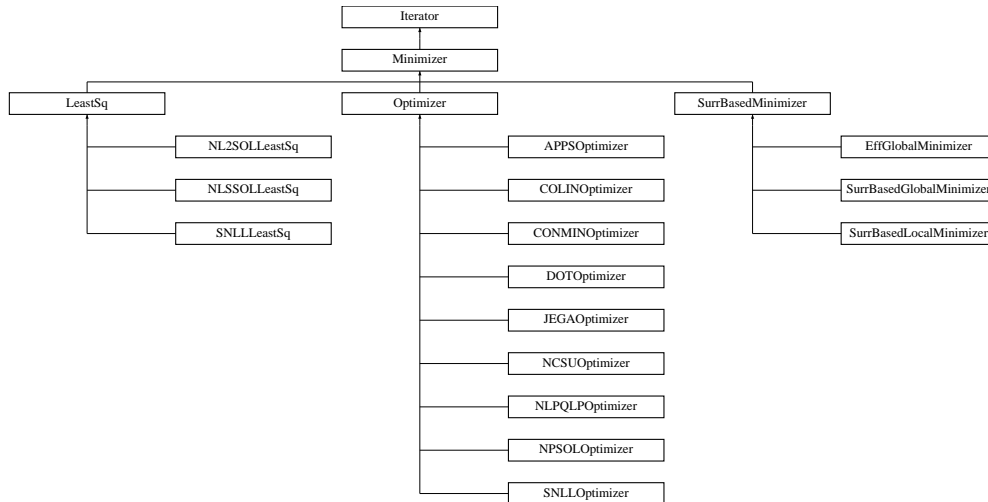 Iterator
Minimizer
LeastSq
Optimizer
SurrBasedMinimizer
NL2SOLLeastSq
APPSOptimizer
EffGlobalMinimizer
NLSSOLLeastSq
COLINOptimizer
SurrBasedGlobalMinimizer
SNLLLeastSq
CONMINOptimizer
SurrBasedLocalMinimizer
DOTOptimizer
JEGAOptimizer
NCSUOptimizer
NLPQLPOptimizer
NPSOLOptimizer
SNLLOptimizer